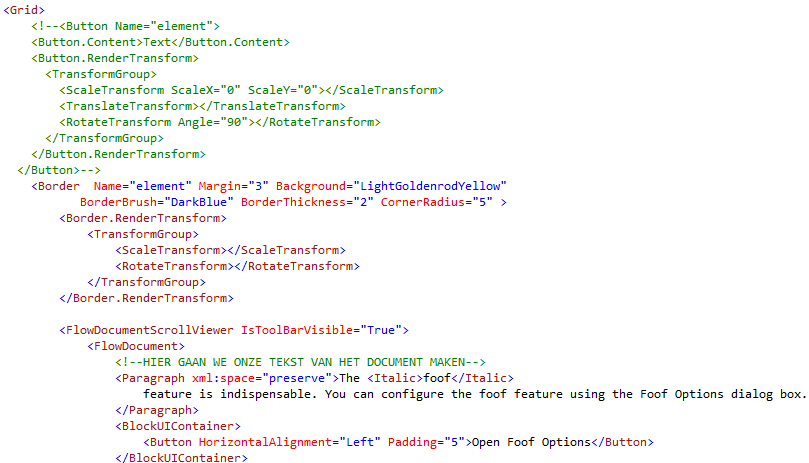 <Grid>
<!--<Button Name="element">
<Button.Content>Text</Button.Content>
<Button.RenderTransform>
<TransformGroup>
<ScaleTransform ScaleX="0" ScaleY="0"></ScaleTransform>
<TranslateTransform></TranslateTransform>
<RotateTransform Angle="90"></RotateTransform>
</TransformGroup>
</Button.RenderTransform>
</Button>-->
<Border  Name="element" Margin="3" Background="LightGoldenrodYellow"
BorderBrush="DarkBlue" BorderThickness="2" CornerRadius="5" >
<Border.RenderTransform>
<TransformGroup>
<ScaleTransform></ScaleTransform>
<RotateTransform></RotateTransform>
</TransformGroup>
</Border.RenderTransform>
<FlowDocumentScrollViewer IsToolBarVisible="True">
<FlowDocument>
<!--HIER GAAN WE ONZE TEKST VAN HET DOCUMENT MAKEN-->
<Paragraph xml:space="preserve">The <Italic>foof</Italic>
feature is indispensable. You can configure the foof feature using the Foof Options dialog box.
</Paragraph>
<BlockUIContainer>
<Button HorizontalAlignment="Left" Padding="5">Open Foof Options</Button>
</BlockUIContainer>